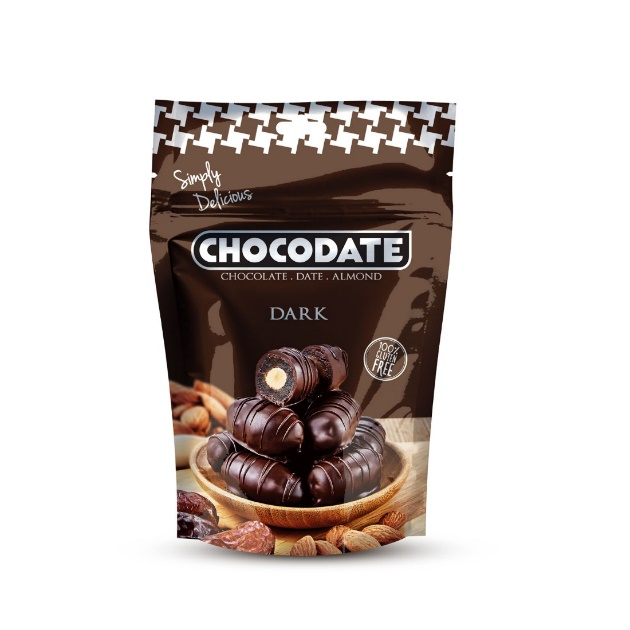 Simply
Delicious
CHOCODATE
CHOCOLATE . DATE . ALMOND
DARK
100%
GLUTEN
FREE